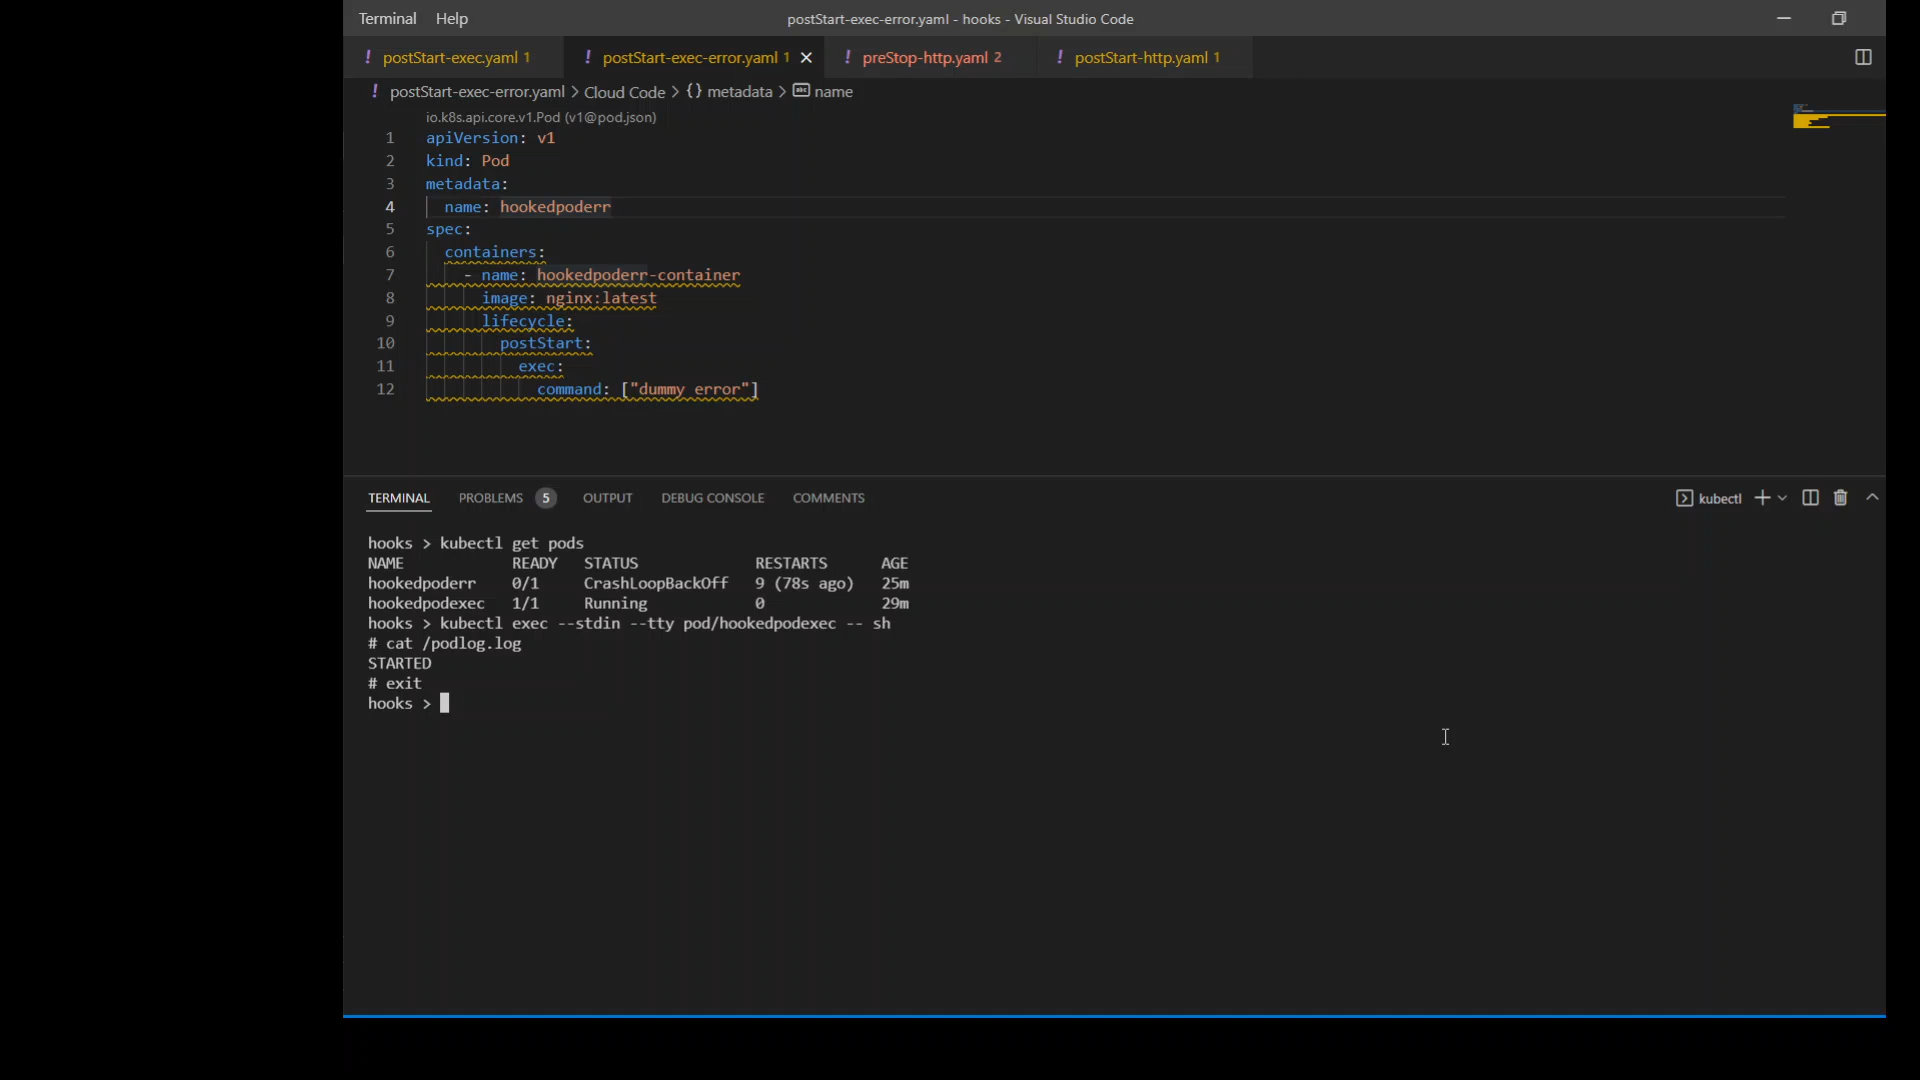 Terminal Help postStart-exec-error.yaml - hooks - Visual Studio Code
! postStart-exec.yaml 1 ! postStart-exec-error.yaml 1 ! preStop-http.yaml 2 ! postStart-http.yaml 1
! postStart-exec-error.yaml > Cloud Code > {} metadata > abc name
io.k8s.api.core.v1.Pod (v1@pod.json)
1 apiVersion: v1
2 kind: Pod
3 metadata:
4 name: hookedpoderr
5 spec:
6 containers:
7 - name: hookedpoderr-container
8 image: nginx:latest
9 lifecycle:
10 postStart:
11 exec:
12 command: ["dummy error"]
TERMINAL PROBLEMS 5 OUTPUT DEBUG CONSOLE COMMENTS kubectl
hooks > kubectl get pods
NAME READY STATUS RESTARTS AGE
hookedpoderr 0/1 CrashLoopBackOff 9 (78s ago) 25m
hookedpodexec 1/1 Running 0 29m
hooks > kubectl exec --stdin --tty pod/hookedpodexec -- sh
# cat /podlog.log
STARTED
# exit
hooks >